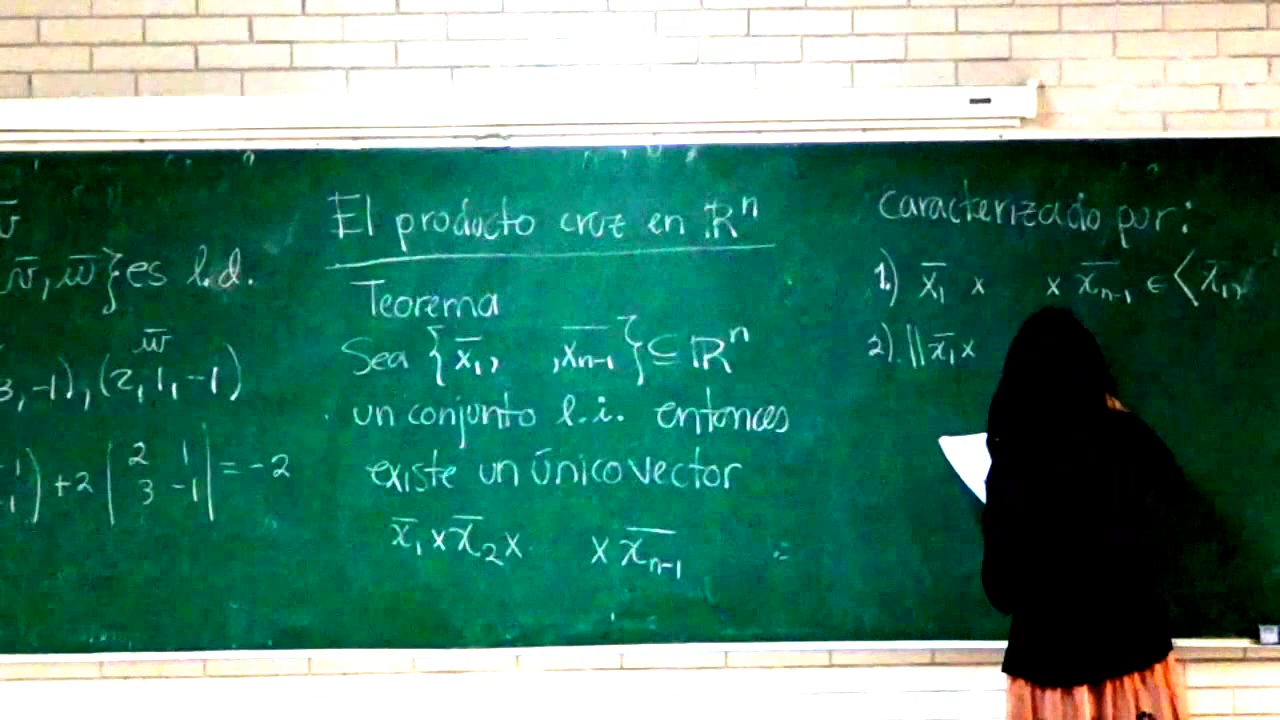 v̄
v̄, w̄} es l.d.
w̄
3, -1), (2, 1, -1)
+2 | 2 1 | = -2
3 -1
El producto cruz en ℝⁿ
Teorema
Sea {x̄₁, , x̄ₙ₋₁} ⊆ ℝⁿ
un conjunto l.i. entonces
existe un único vector
x̄₁ × x̄₂ × × x̄ₙ₋₁
caracterizado por:
1.) x̄₁ × × x̄ₙ₋₁ ∈ ⟨x̄₁,
2). ‖x̄₁ ×